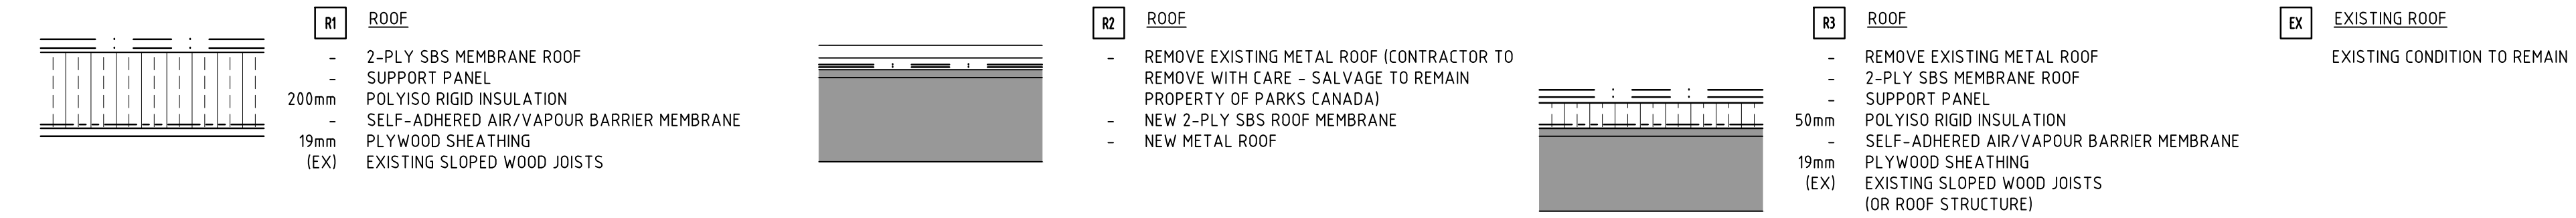 R1 ROOF
- 2-PLY SBS MEMBRANE ROOF
- SUPPORT PANEL
200mm POLYISO RIGID INSULATION
- SELF-ADHERED AIR/VAPOUR BARRIER MEMBRANE
19mm PLYWOOD SHEATHING
(EX) EXISTING SLOPED WOOD JOISTS
R2 ROOF
- REMOVE EXISTING METAL ROOF (CONTRACTOR TO
REMOVE WITH CARE - SALVAGE TO REMAIN
PROPERTY OF PARKS CANADA)
- NEW 2-PLY SBS ROOF MEMBRANE
- NEW METAL ROOF
R3 ROOF
- REMOVE EXISTING METAL ROOF
- 2-PLY SBS MEMBRANE ROOF
- SUPPORT PANEL
50mm POLYISO RIGID INSULATION
- SELF-ADHERED AIR/VAPOUR BARRIER MEMBRANE
19mm PLYWOOD SHEATHING
(EX) EXISTING SLOPED WOOD JOISTS
(OR ROOF STRUCTURE)
EX EXISTING ROOF
EXISTING CONDITION TO REMAIN